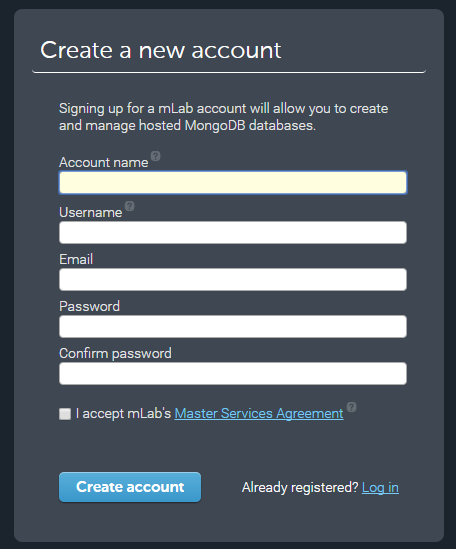 Create a new account
Signing up for a mLab account will allow you to create
and manage hosted MongoDB databases.
Account name ?
Username ?
Email
Password
Confirm password
I accept mLab's Master Services Agreement ?
Create account
Already registered? Log in